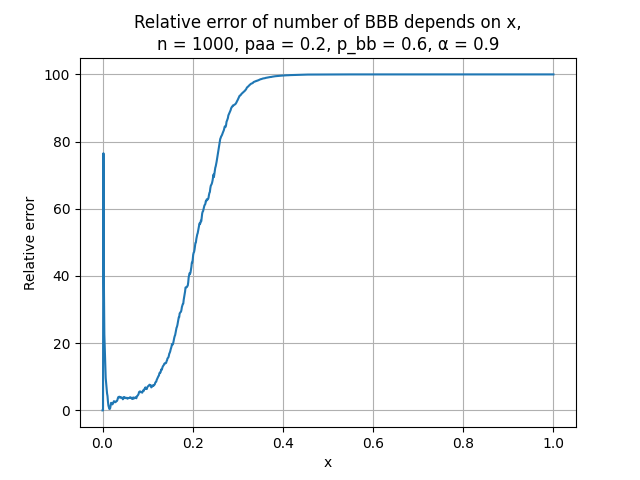 Relative error of number of BBB depends on x,
n = 1000, paa = 0.2, p_bb = 0.6, α = 0.9
100
80
60
40
20
0
Relative error
0.0 0.2 0.4 0.6 0.8 1.0
x